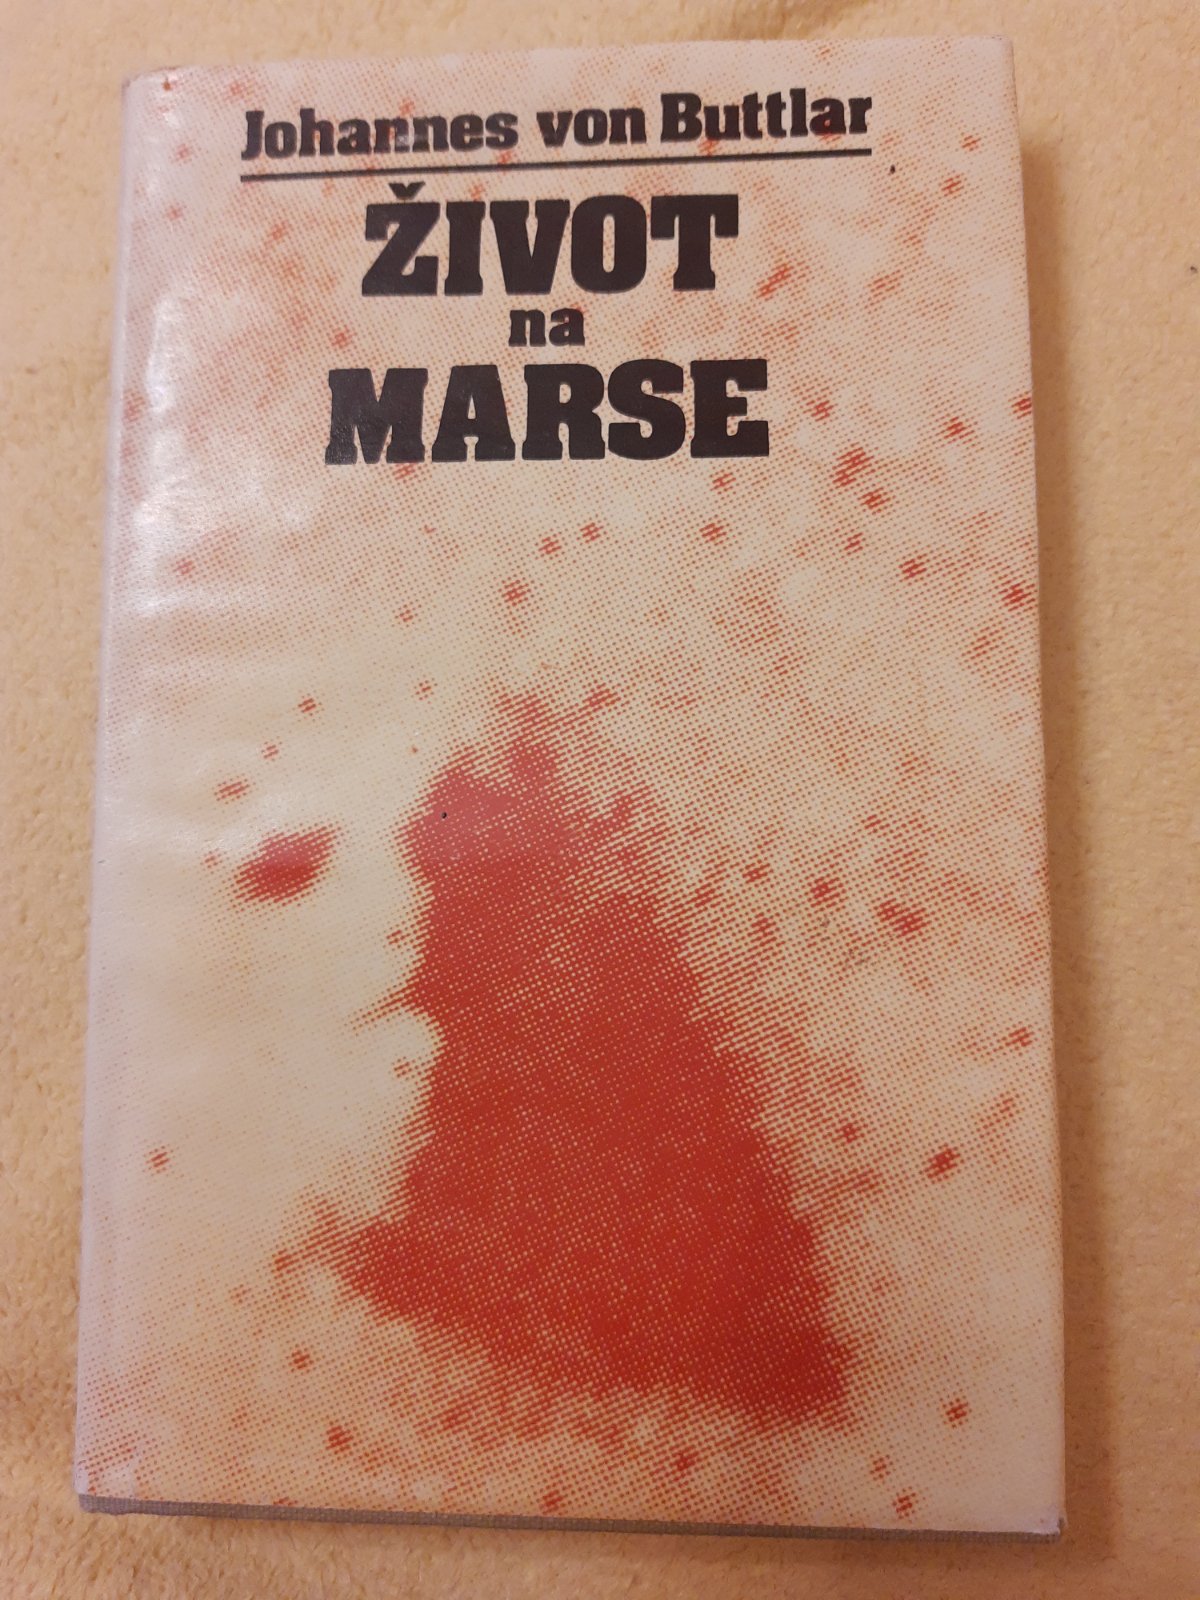 Johannes von Buttlar
ŽIVOT
na
MARSE